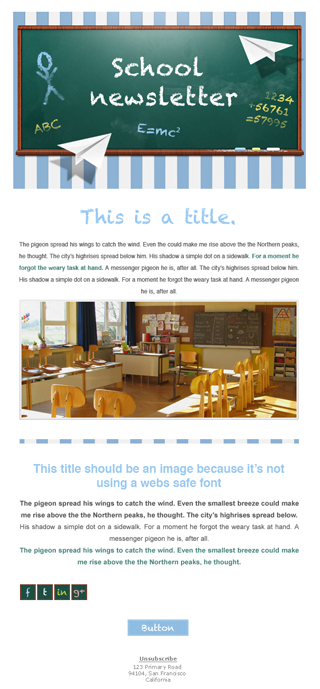 School
newsletter
ABC
E=mc²
1234
+56761
=57995
This is a title.
The pigeon spread his wings to catch the wind. Even the could make me rise above the the Northern peaks,
he thought. The city's highrises spread below him. His shadow a simple dot on a sidewalk. For a moment he
forgot the weary task at hand. A messenger pigeon he is, after all. The city's highrises spread below him.
His shadow a simple dot on a sidewalk. For a moment he forgot the weary task at hand. A messenger pigeon
he is, after all.
This title should be an image because it's not
using a webs safe font
The pigeon spread his wings to catch the wind. Even the smallest breeze could make
me rise above the the Northern peaks, he thought. The city's highrises spread below.
His shadow a simple dot on a sidewalk. For a moment he forgot the weary task at hand. A
messenger pigeon he is, after all.
The pigeon spread his wings to catch the wind. Even the smallest breeze could make
me rise above the the Northern peaks, he thought.
f t in g+
Button
Unsubscribe
123 Primary Road
94104, San Francisco
California